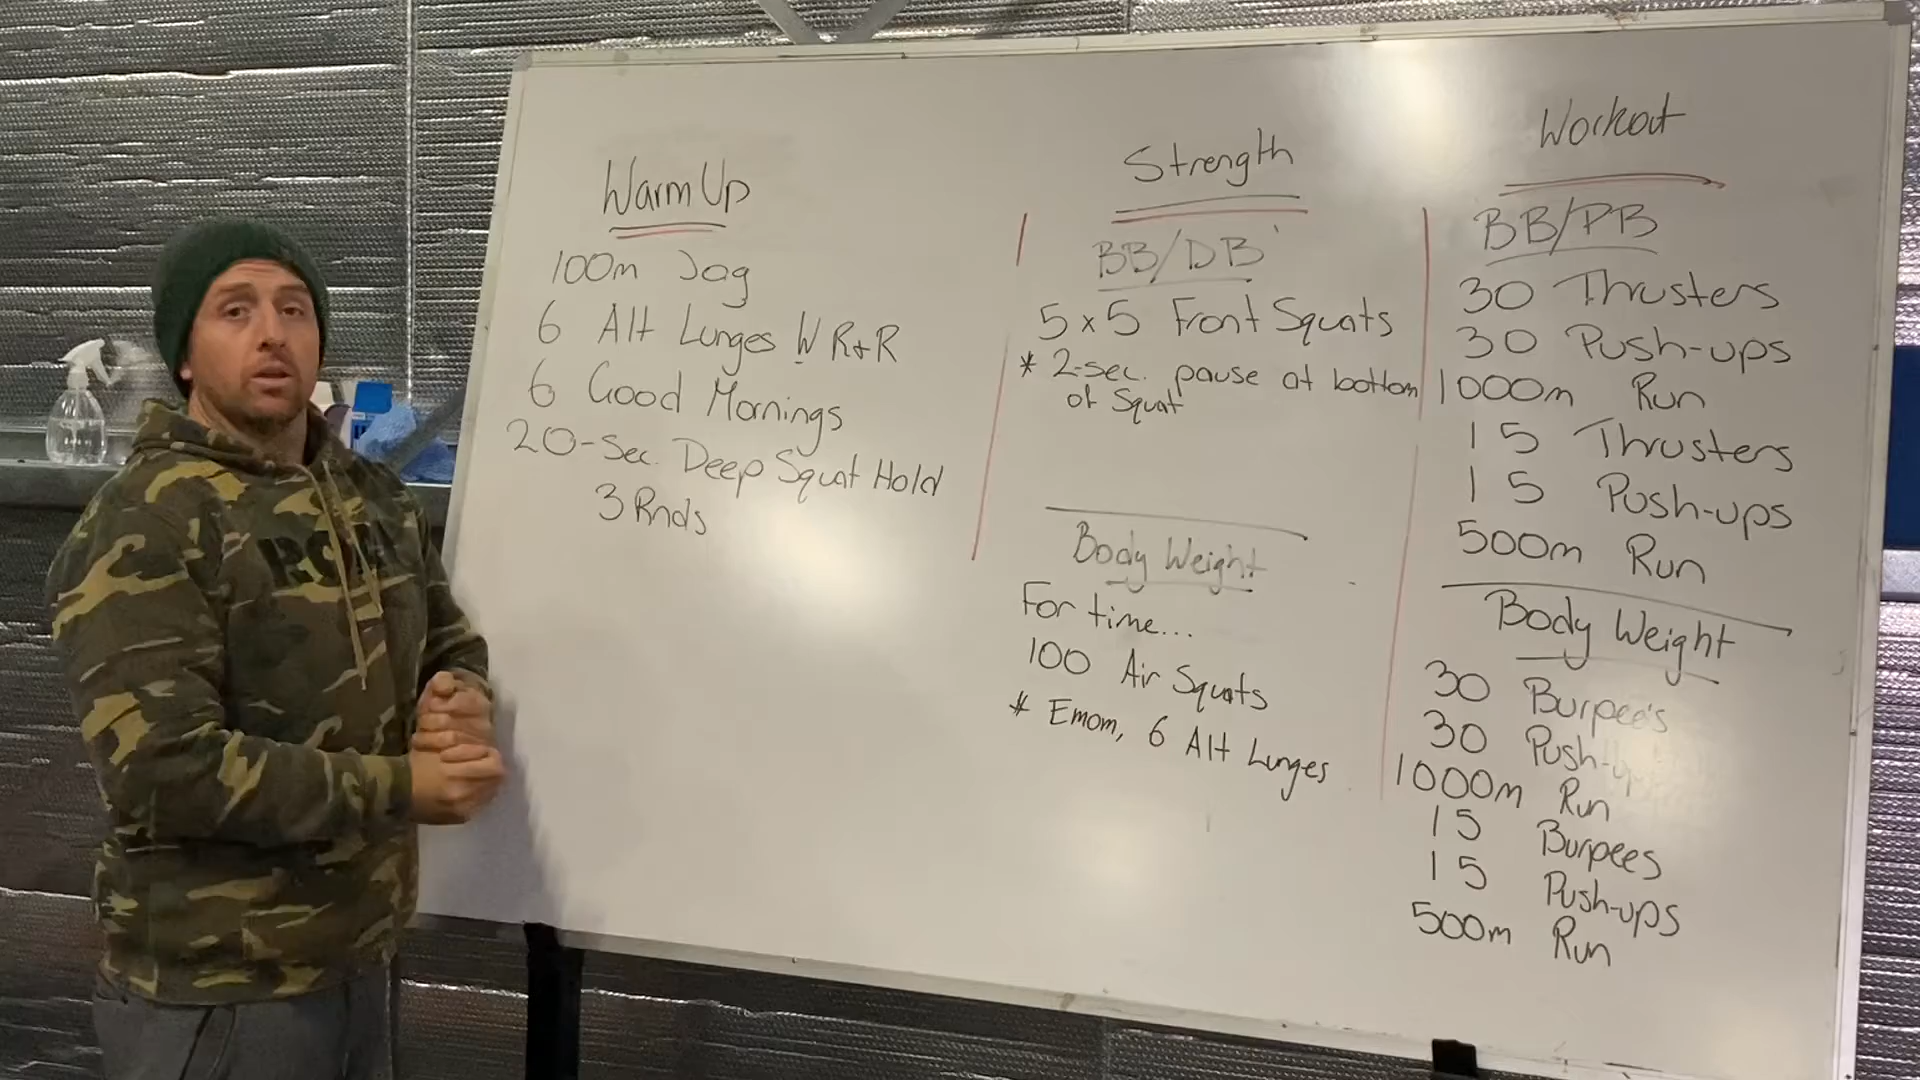 Warm Up
100m Jog
6 Alt Lunges W R+R
6 Good Mornings
20-Sec. Deep Squat Hold
3 Rnds
Strength
BB/DB
5x5 Front Squats
* 2-sec. pause at bottom
of Squat
Body Weight
For time...
100 Air Squats
* Emom, 6 Alt Lunges
Workout
BB/PB
30 Thrusters
30 Push-ups
1000m Run
15 Thrusters
15 Push-ups
500m Run
Body Weight
30 Burpee's
30 Push-ups
1000m Run
15 Burpees
15 Push-ups
500m Run